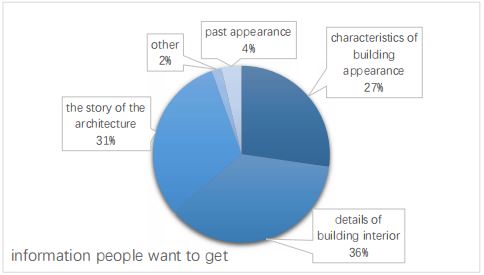 past appearance
4%
characteristics of
building
appearance
27%
other
2%
the story of the
architecture
31%
details of
building interior
36%
information people want to get